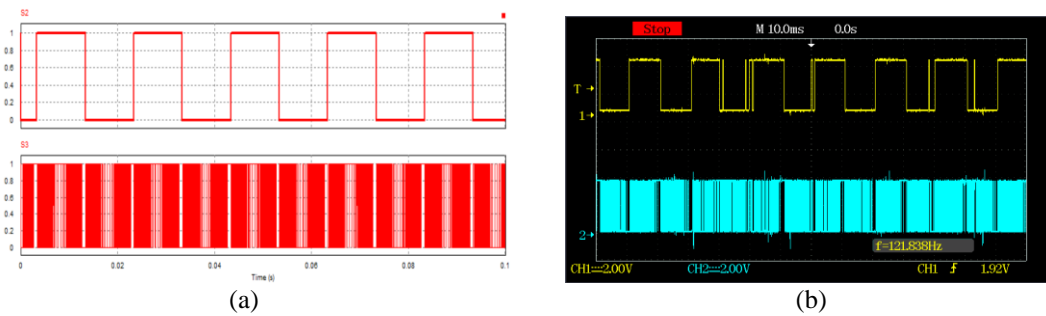 S2
1
0.8
0.6
0.4
0.2
0
S3
1
0.8
0.6
0.4
0.2
0
0 0.02 0.04 0.06 0.08 0.1
Time (s)
(a)
Stop M 10.0ms 0.0s
T
1
2
f=121.838Hz
CH1 2.00V CH2 2.00V CH1 1.92V
(b)